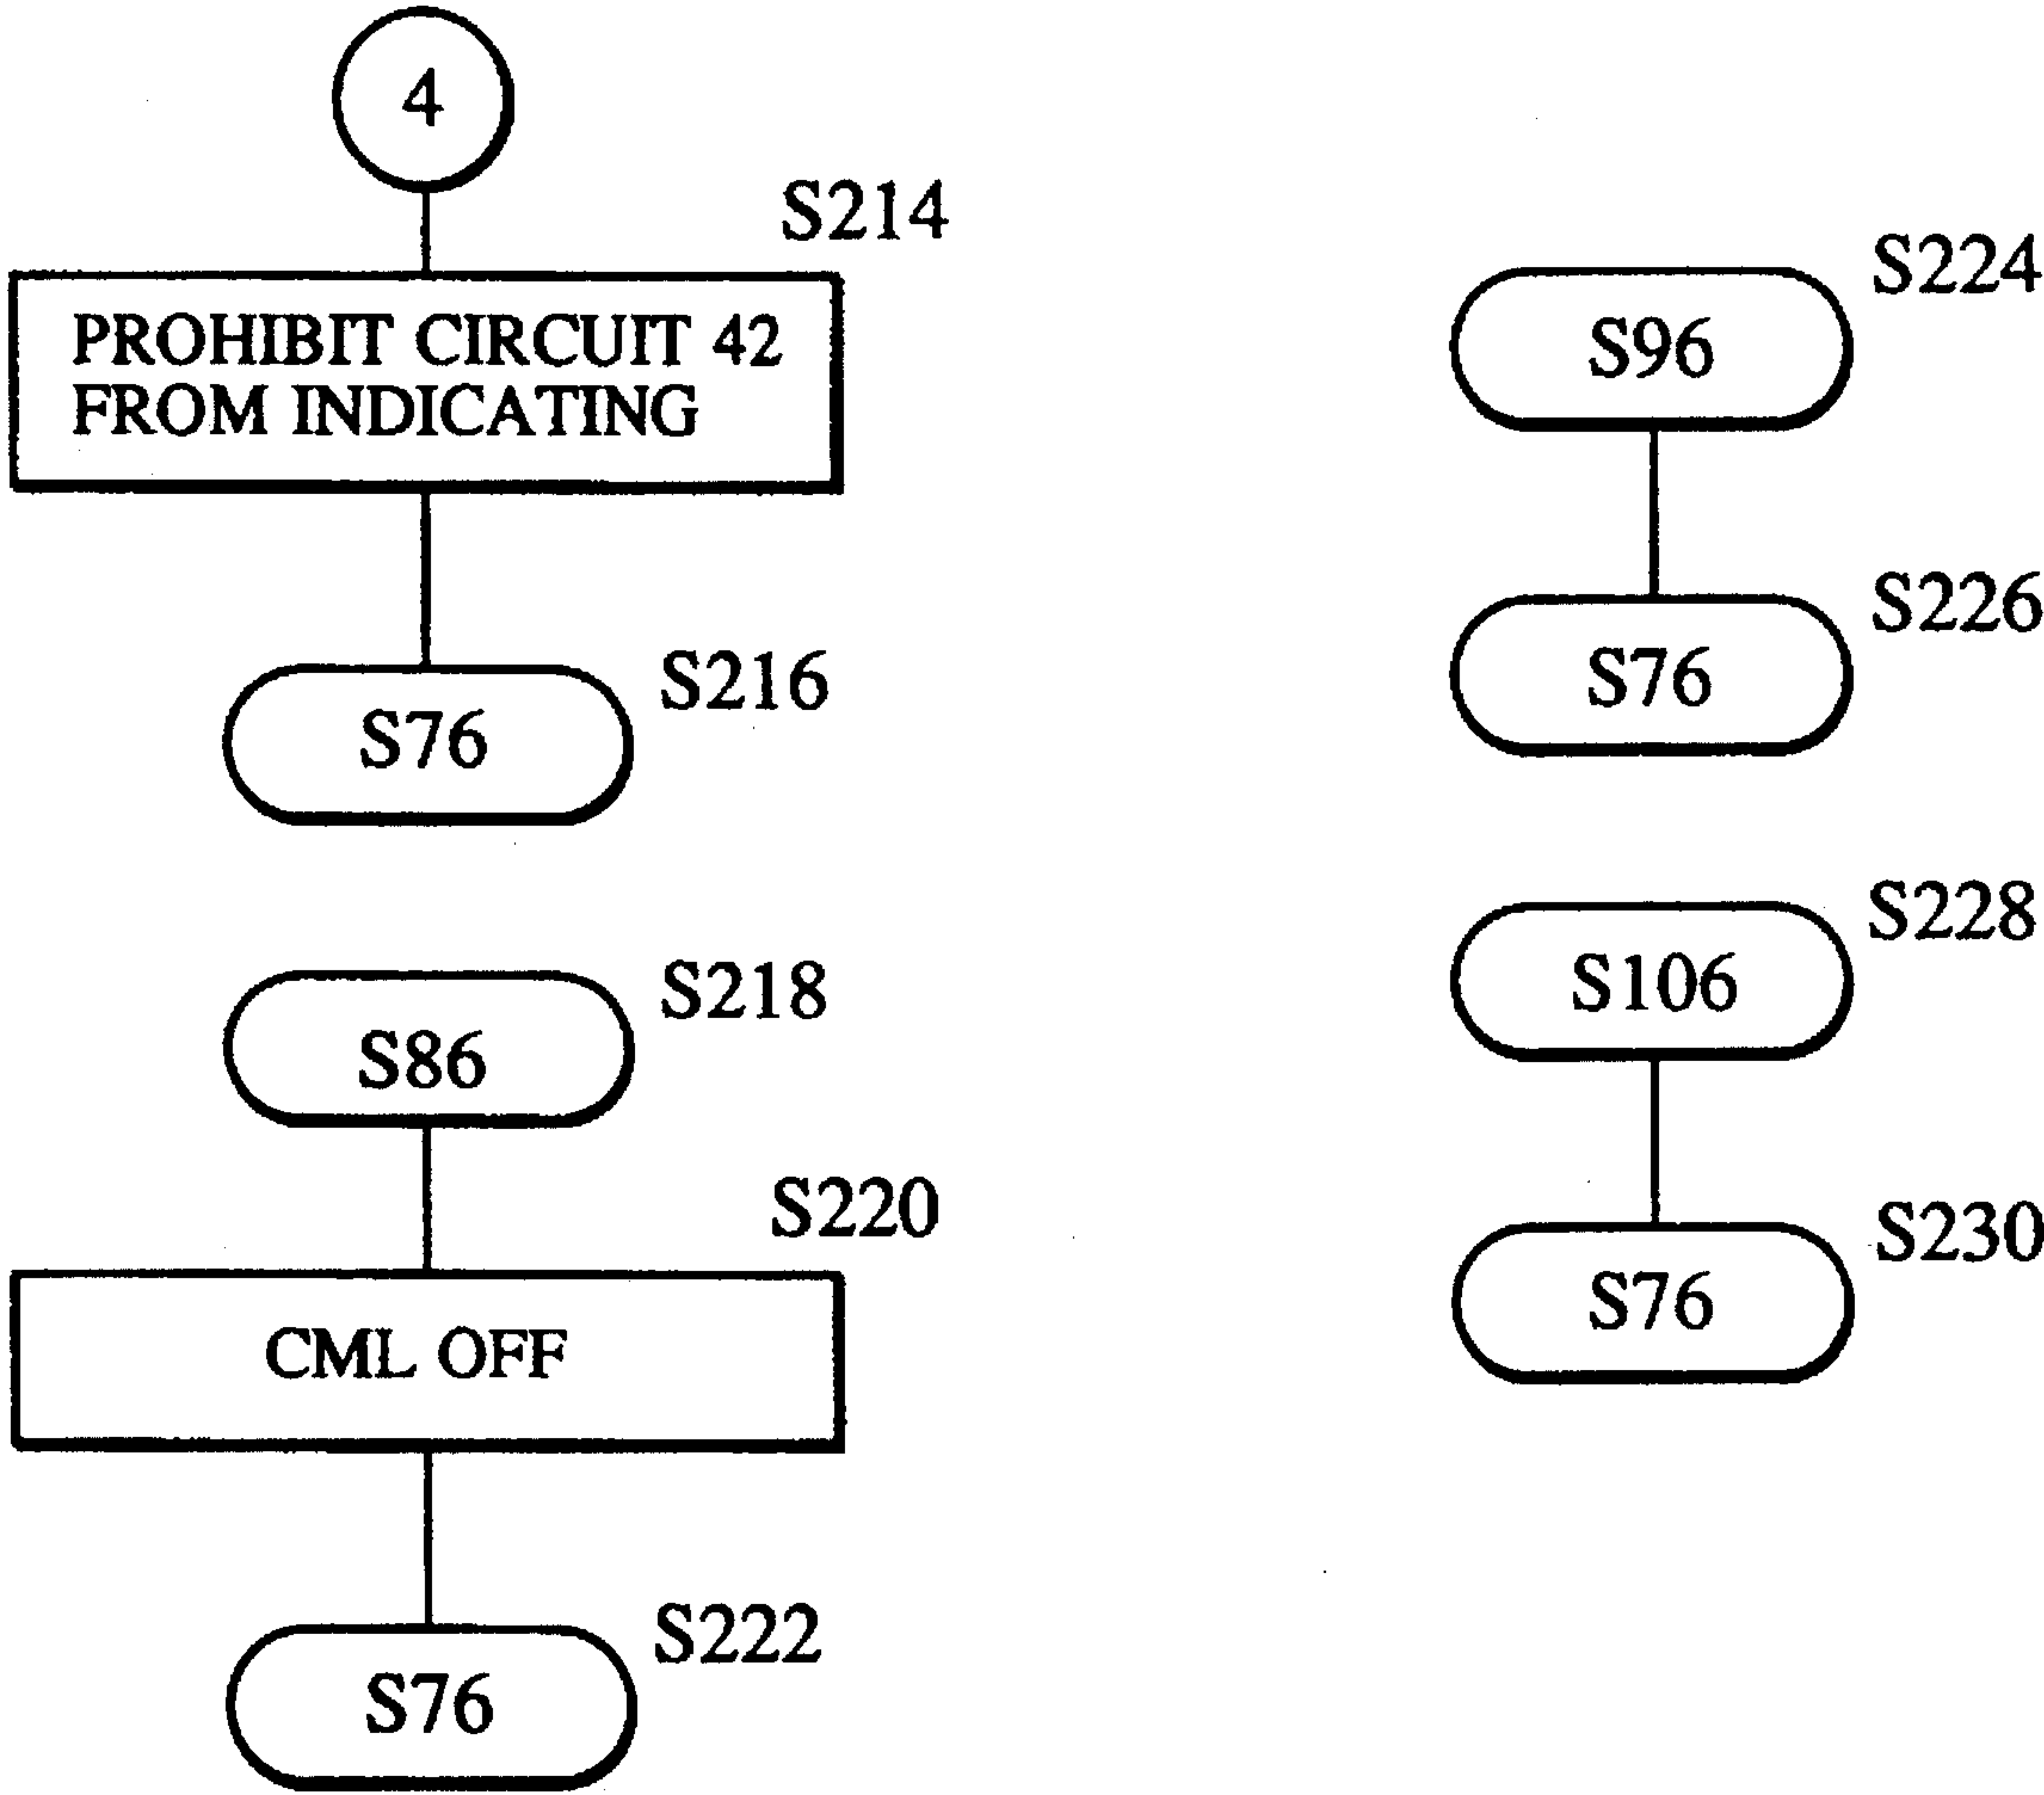 4
S214
PROHIBIT CIRCUIT 42
FROM INDICATING
S216
S76
S218
S86
S220
CML OFF
S222
S76
S224
S96
S226
S76
S228
S106
S230
S76